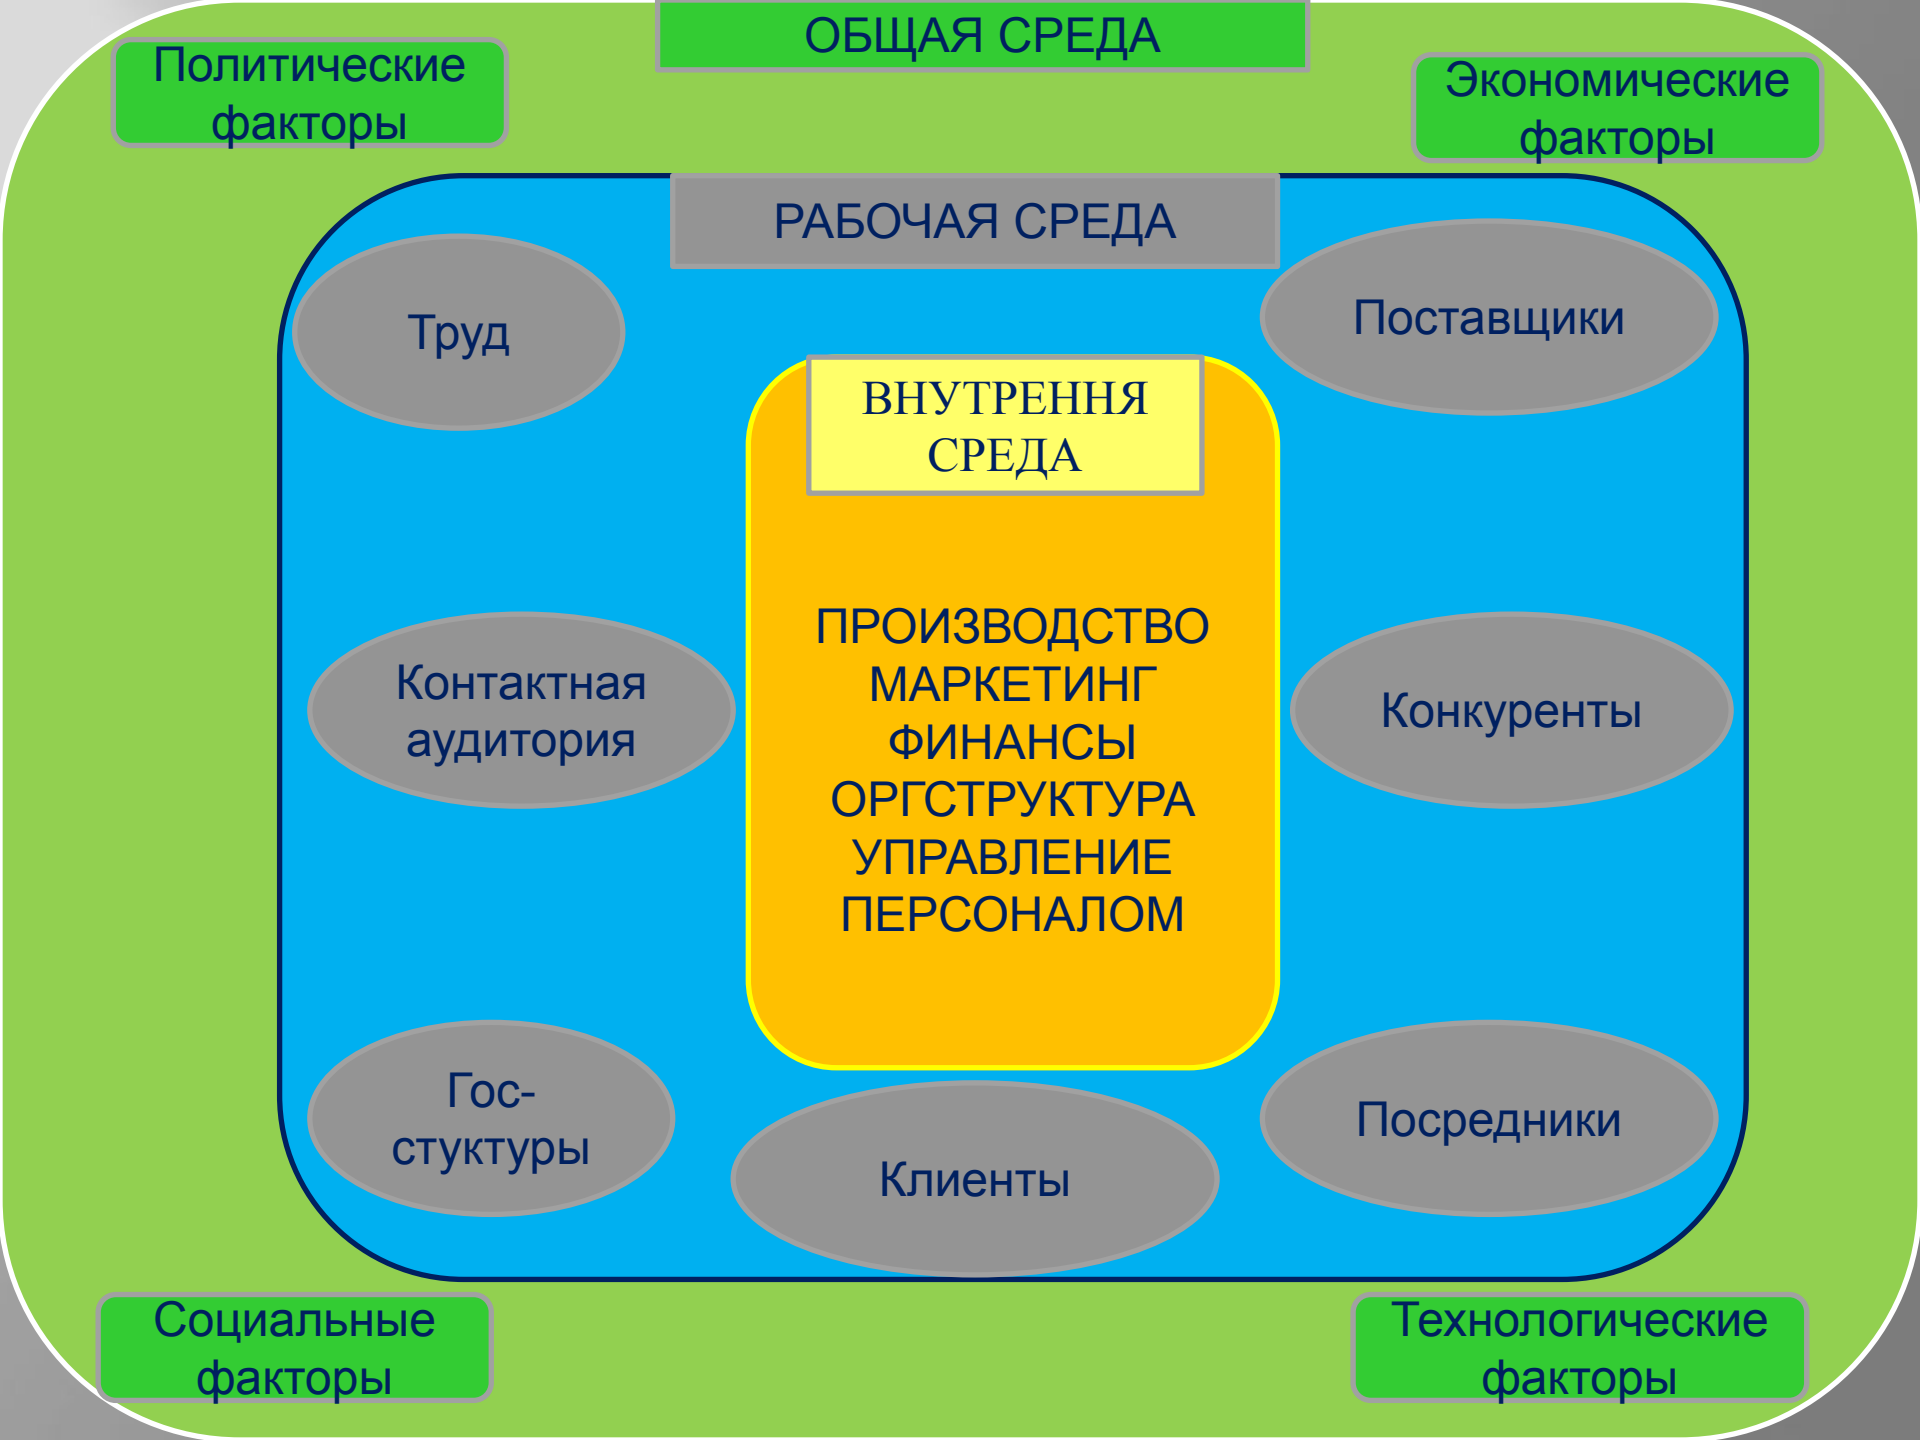 ОБЩАЯ СРЕДА
Политические
факторы
Экономические
факторы
РАБОЧАЯ СРЕДА
Труд
Поставщики
ВНУТРЕННЯ
СРЕДА
Контактная
аудитория
ПРОИЗВОДСТВО
МАРКЕТИНГ
ФИНАНСЫ
ОРГСТРУКТУРА
УПРАВЛЕНИЕ
ПЕРСОНАЛОМ
Конкуренты
Гос-
стуктуры
Клиенты
Посредники
Социальные
факторы
Технологические
факторы